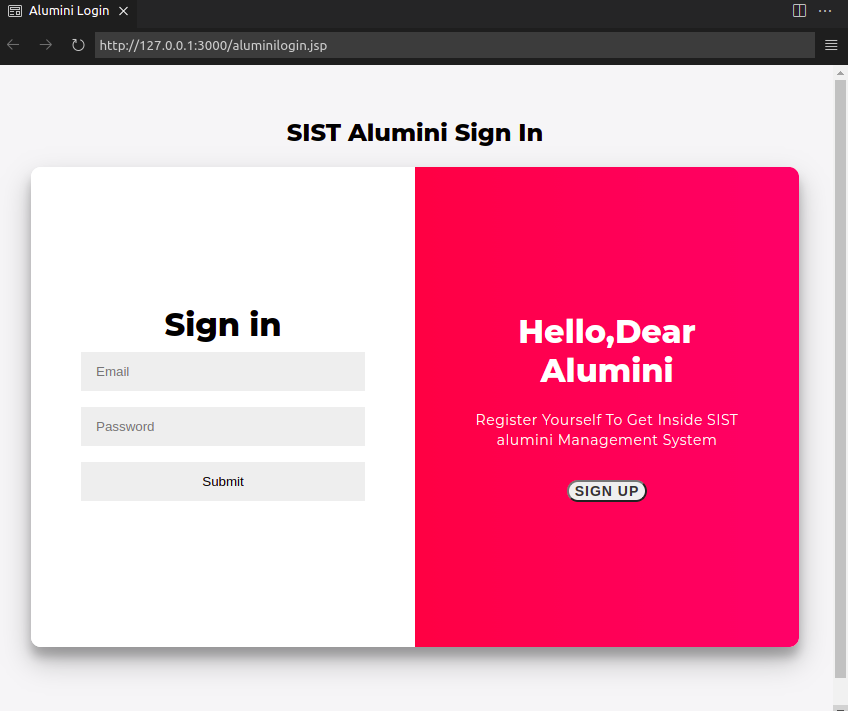 Alumini Login
http://127.0.0.1:3000/aluminilogin.jsp
SIST Alumini Sign In
Sign in
Email
Password
Submit
Hello,Dear
Alumini
Register Yourself To Get Inside SIST
alumini Management System
SIGN UP